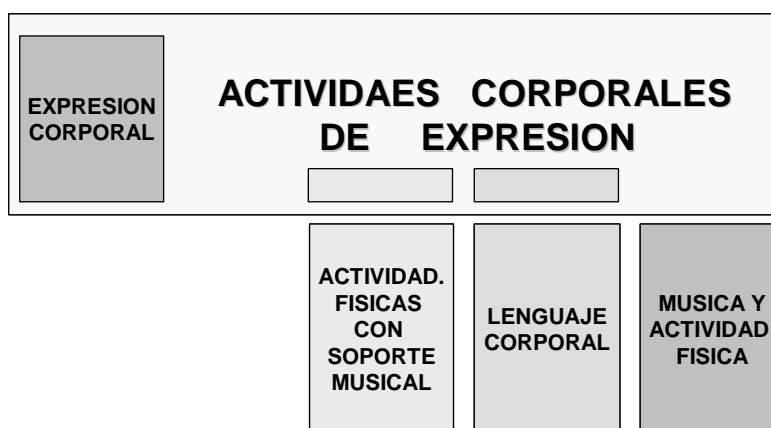 EXPRESION
CORPORAL
ACTIVIDAES CORPORALES
DE EXPRESION
ACTIVIDAD.
FISICAS
CON
SOPORTE
MUSICAL
LENGUAJE
CORPORAL
MUSICA Y
ACTIVIDAD
FISICA